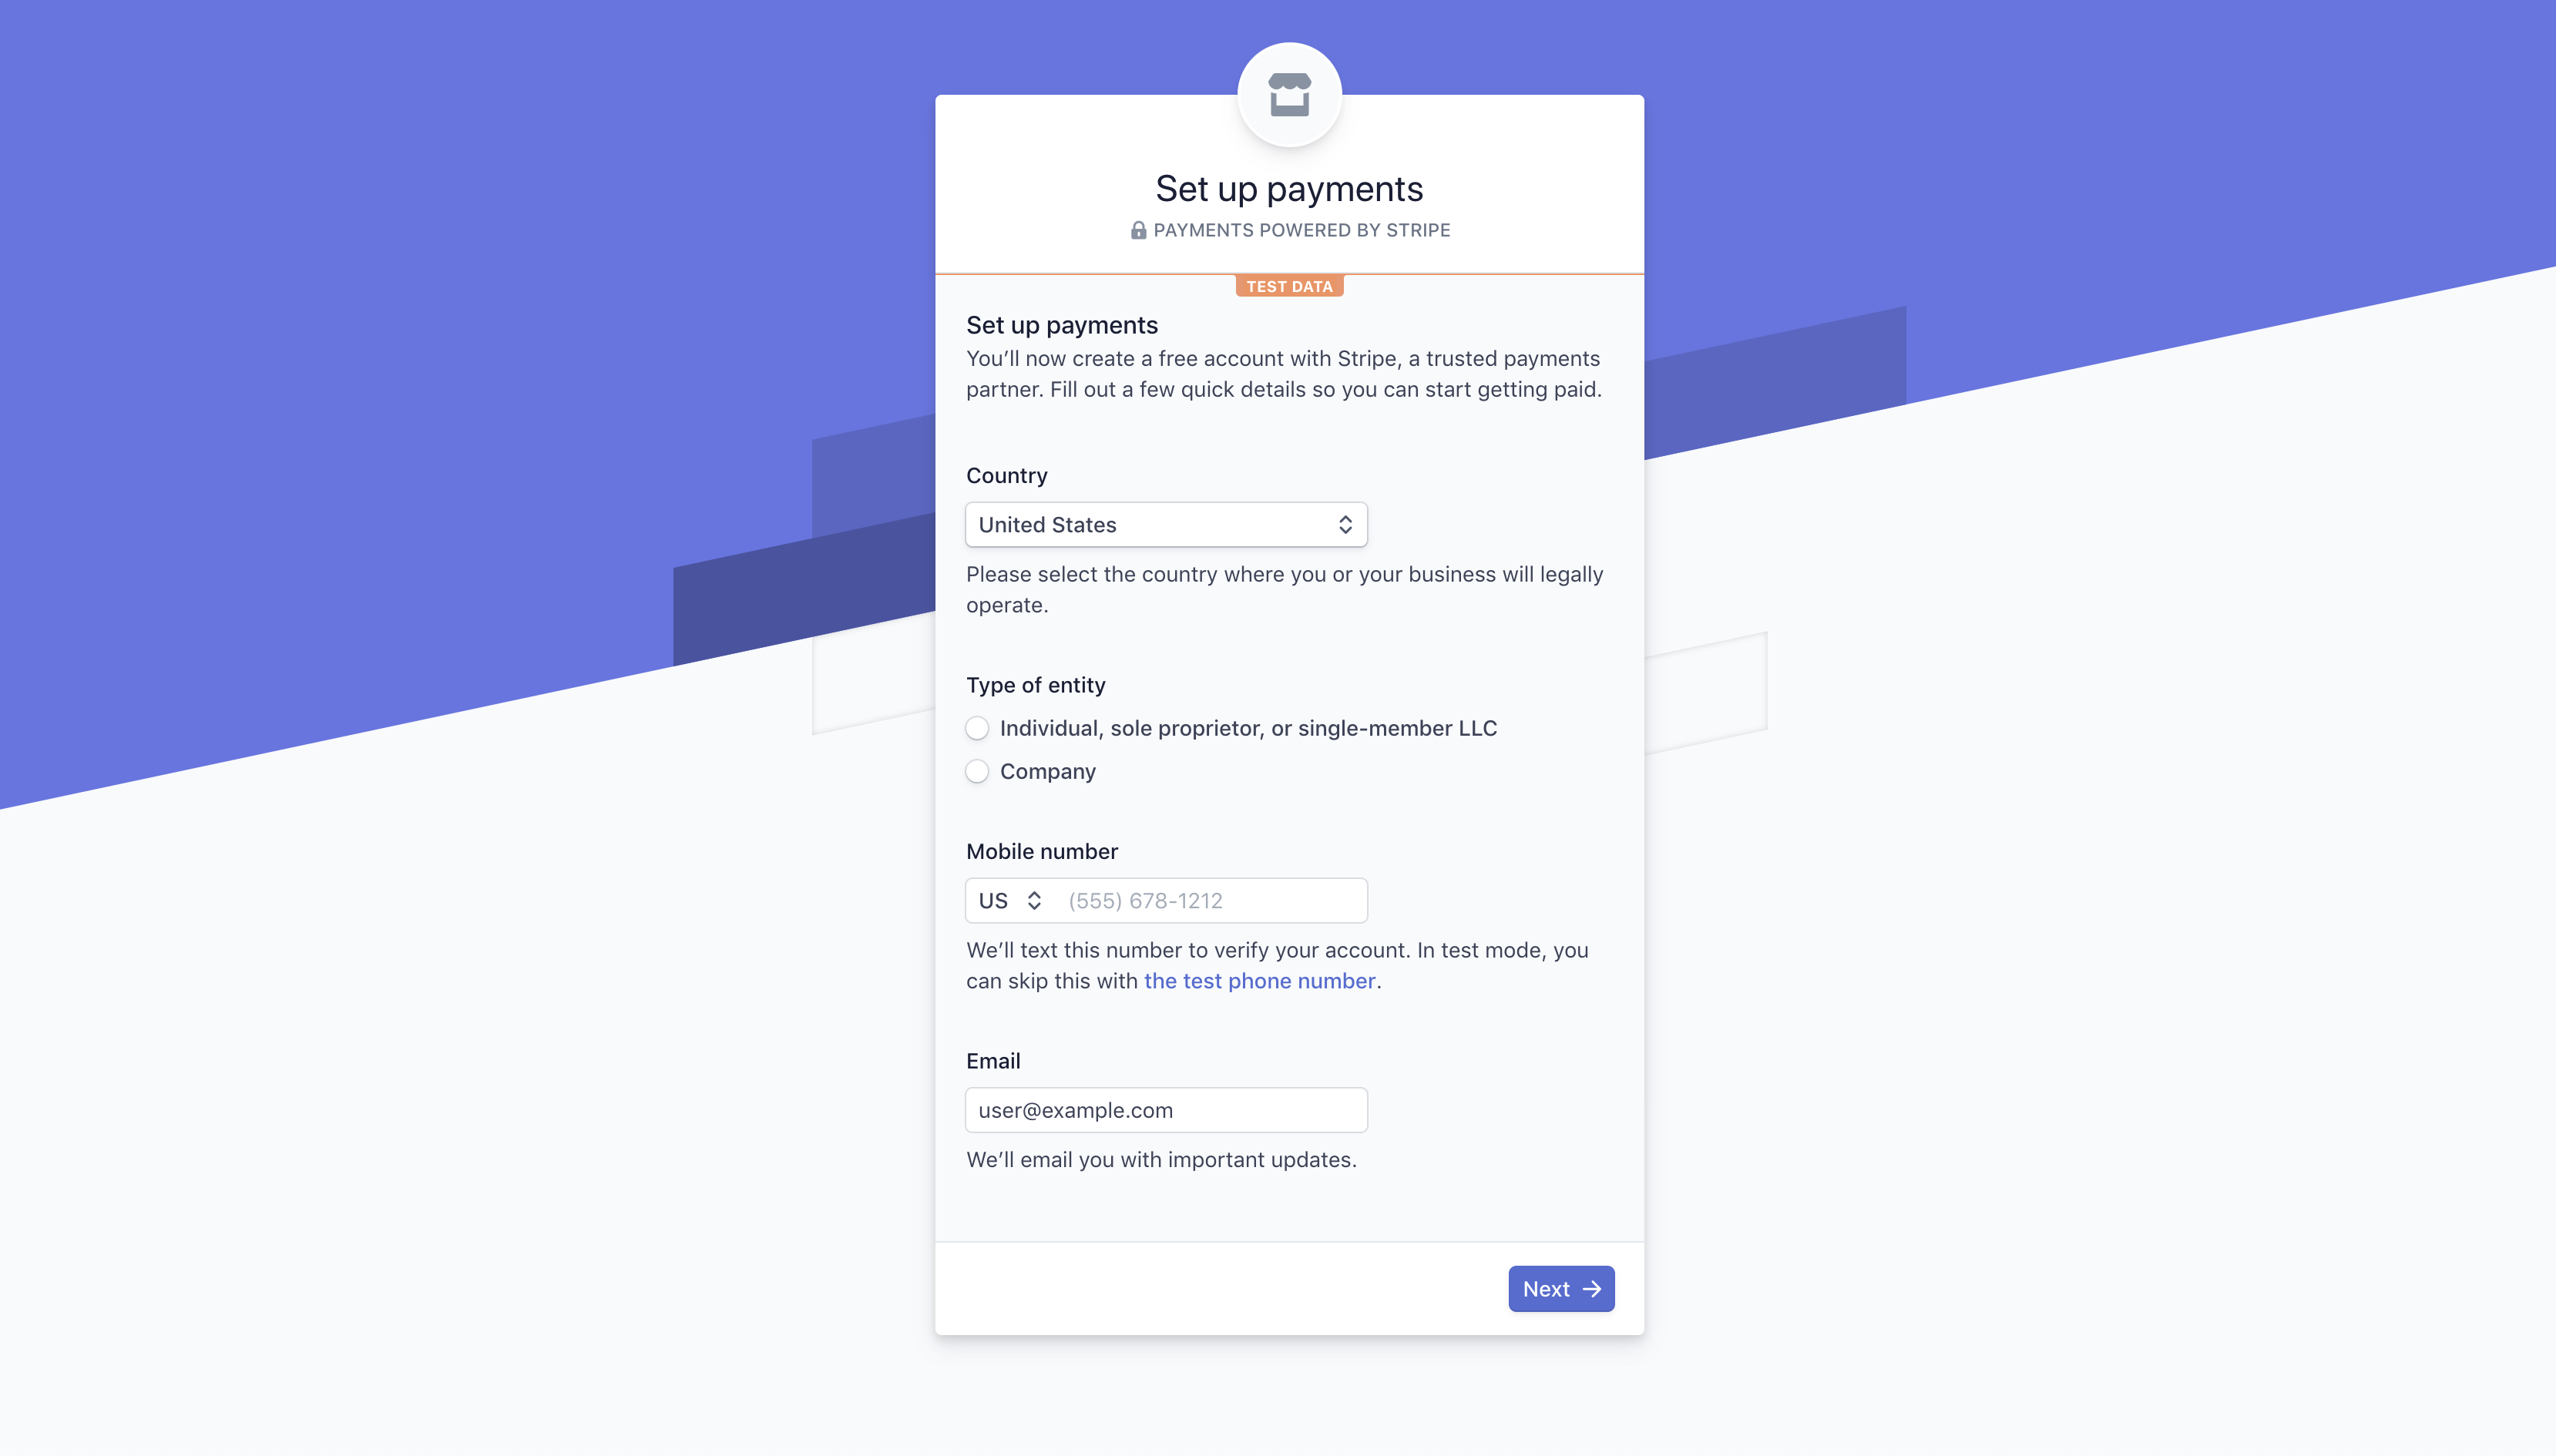 Set up payments
PAYMENTS POWERED BY STRIPE
TEST DATA
Set up payments
You’ll now create a free account with Stripe, a trusted payments
partner. Fill out a few quick details so you can start getting paid.
Country
United States
Please select the country where you or your business will legally
operate.
Type of entity
Individual, sole proprietor, or single-member LLC
Company
Mobile number
US (555) 678-1212
We’ll text this number to verify your account. In test mode, you
can skip this with the test phone number.
Email
user@example.com
We’ll email you with important updates.
Next